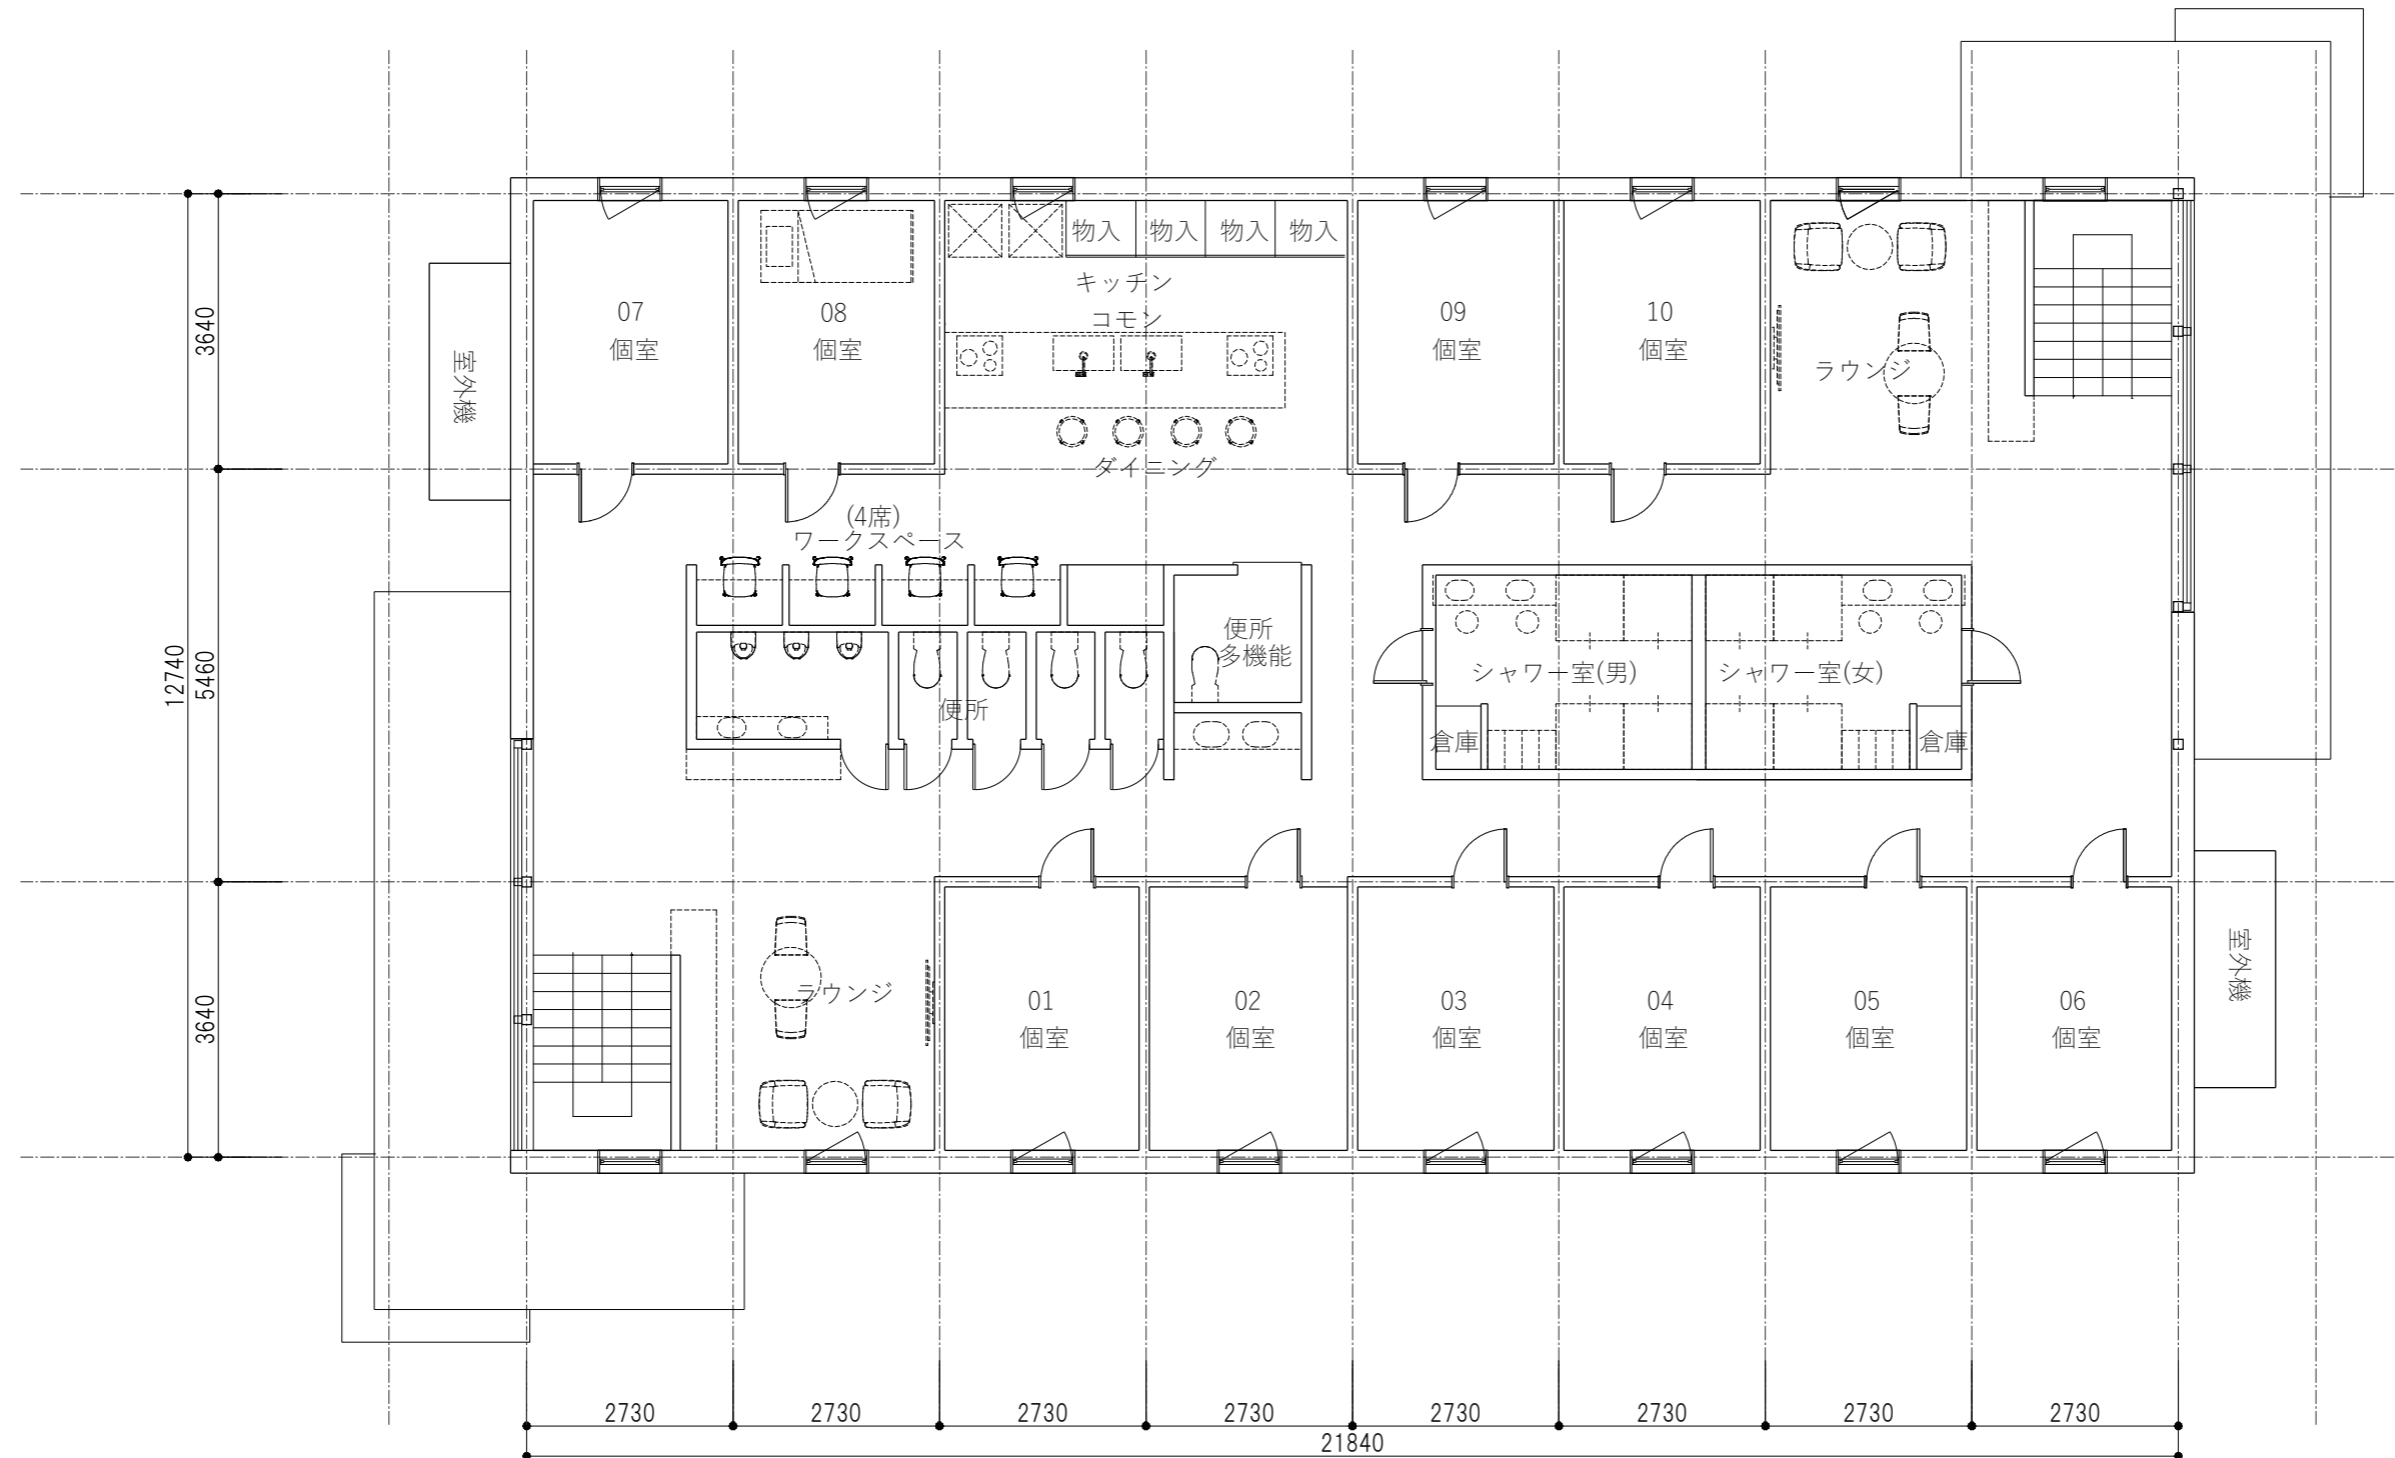 物入
物入
物入
物入
キッチン
コモン
07
個室
08
個室
09
個室
10
個室
ラウンジ
3640
室外機
ダイニング
(4席)
ワークスペース
12740
5460
便所
多機能
便所
シャワー室(男)
シャワー室(女)
倉庫
倉庫
室外機
ラウンジ
3640
01
個室
02
個室
03
個室
04
個室
05
個室
06
個室
2730
2730
2730
2730
2730
2730
2730
2730
21840